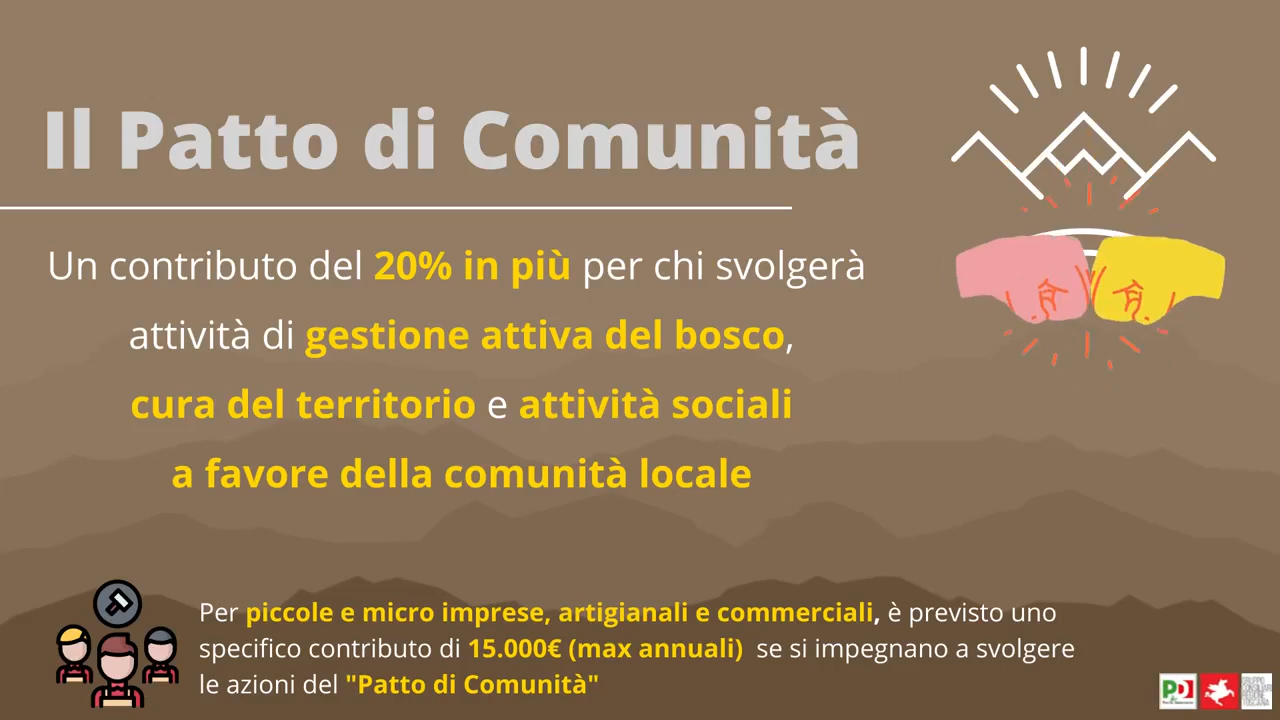 Il Patto di Comunità
Un contributo del 20% in più per chi svolgerà
attività di gestione attiva del bosco,
cura del territorio e attività sociali
a favore della comunità locale
Per piccole e micro imprese, artigianali e commerciali, è previsto uno
specifico contributo di 15.000€ (max annuali) se si impegnano a svolgere
le azioni del "Patto di Comunità"
PD